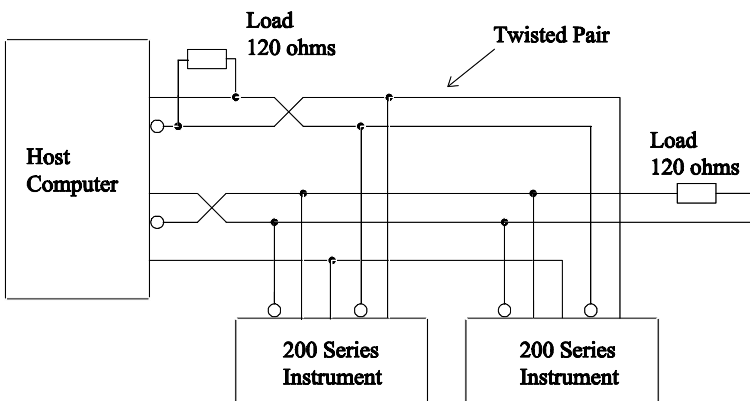 Load
120 ohms
Twisted Pair
Host
Computer
Load
120 ohms
200 Series
Instrument
200 Series
Instrument